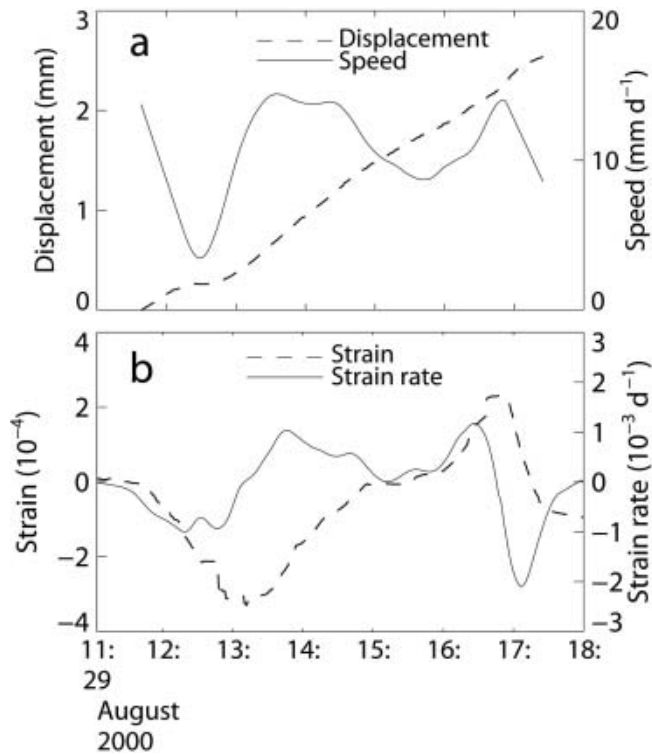 a
Displacement
Speed
3
2
1
0
Displacement (mm)
20
10
0
Speed (mm d⁻¹)
b
Strain
Strain rate
4
2
0
−2
−4
Strain (10⁻⁴)
3
2
1
0
−1
−2
−3
Strain rate (10⁻³ d⁻¹)
11: 12: 13: 14: 15: 16: 17: 18:
29
August
2000